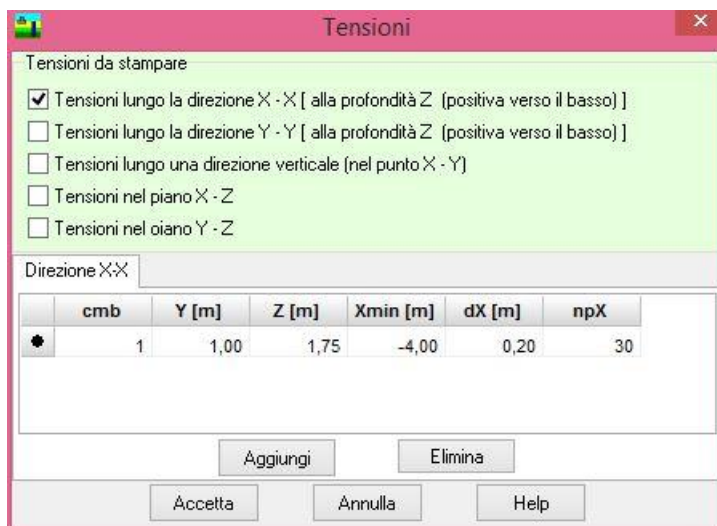 Tensioni
Tensioni da stampare
Tensioni lungo la direzione X - X [ alla profondità Z (positiva verso il basso) ]
Tensioni lungo la direzione Y - Y [ alla profondità Z (positiva verso il basso) ]
Tensioni lungo una direzione verticale (nel punto X - Y)
Tensioni nel piano X - Z
Tensioni nel oiano Y - Z
Direzione X-X
cmb Y [m] Z [m] Xmin [m] dX [m] npX
1 1,00 1,75 -4,00 0,20 30
Aggiungi Elimina
Accetta Annulla Help